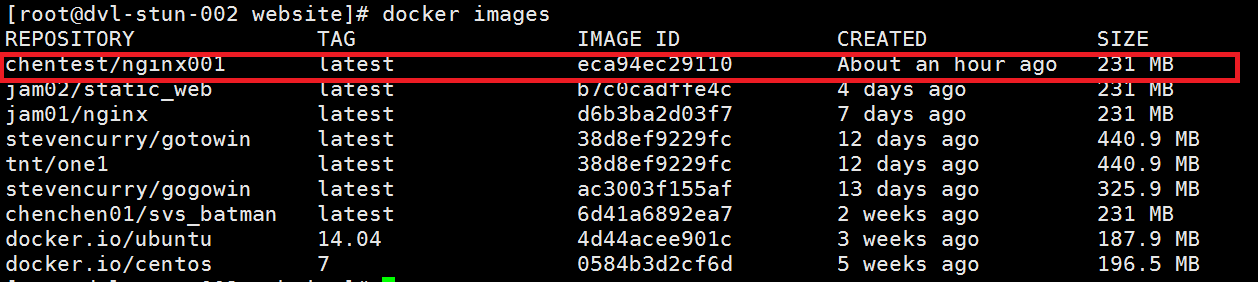 [root@dvl-stun-002 website]# docker images
REPOSITORY TAG IMAGE ID CREATED SIZE
chentest/nginx001 latest eca94ec29110 About an hour ago 231 MB
jam02/static_web latest b7c0cadffe4c 4 days ago 231 MB
jam01/nginx latest d6b3ba2d03f7 7 days ago 231 MB
stevencurry/gotowin latest 38d8ef9229fc 12 days ago 440.9 MB
tnt/one1 latest 38d8ef9229fc 12 days ago 440.9 MB
stevencurry/gogowin latest ac3003f155af 13 days ago 325.9 MB
chenchen01/svs_batman latest 6d41a6892ea7 2 weeks ago 231 MB
docker.io/ubuntu 14.04 4d44acee901c 3 weeks ago 187.9 MB
docker.io/centos 7 0584b3d2cf6d 5 weeks ago 196.5 MB